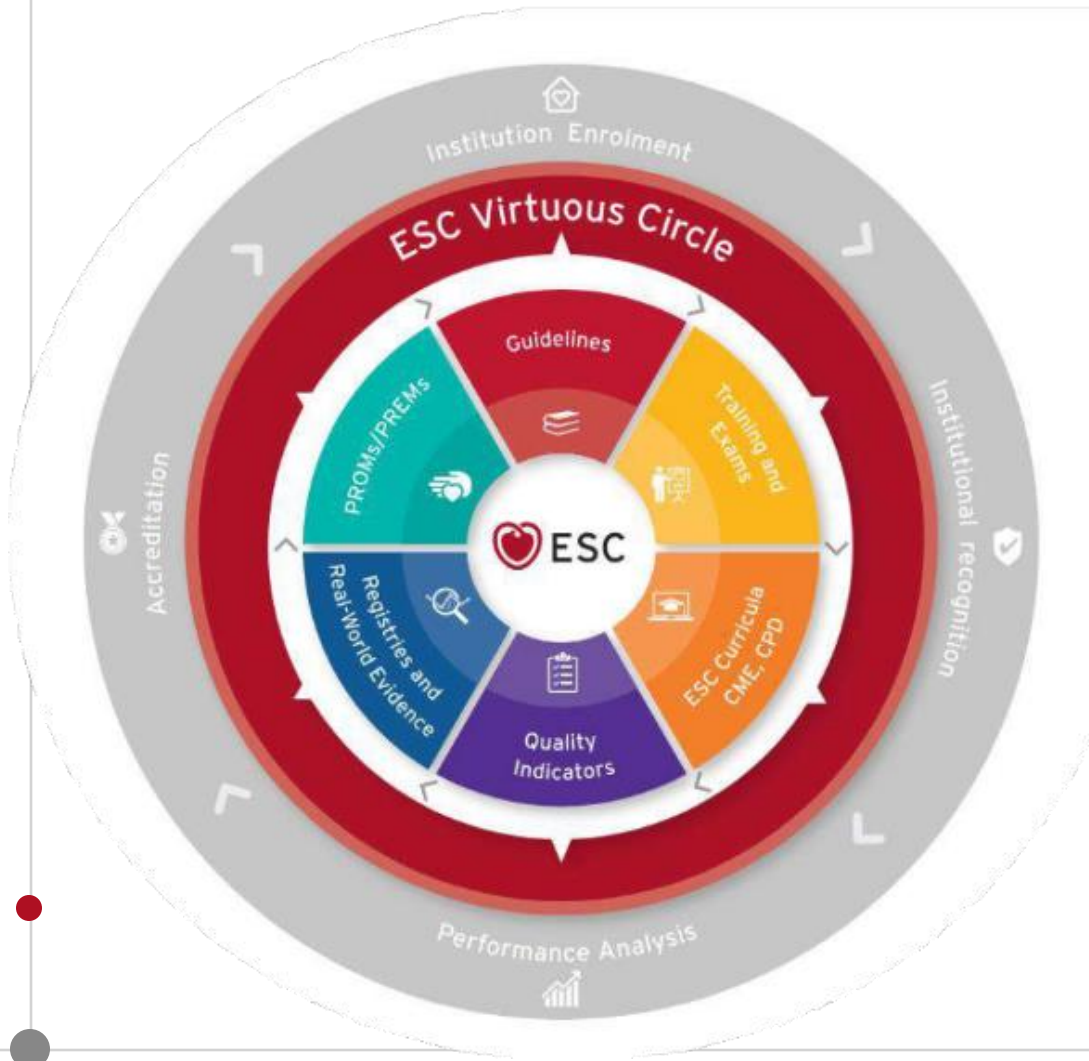 Institution Enrolment
ESC Virtuous Circle
Guidelines
Training and
Exams
ESC Curricula
CME, CPD
Quality
Indicators
Registries and
Real-World Evidence
PROMs/PREMs
ESC
Institutional recognition
Performance Analysis
Accreditation